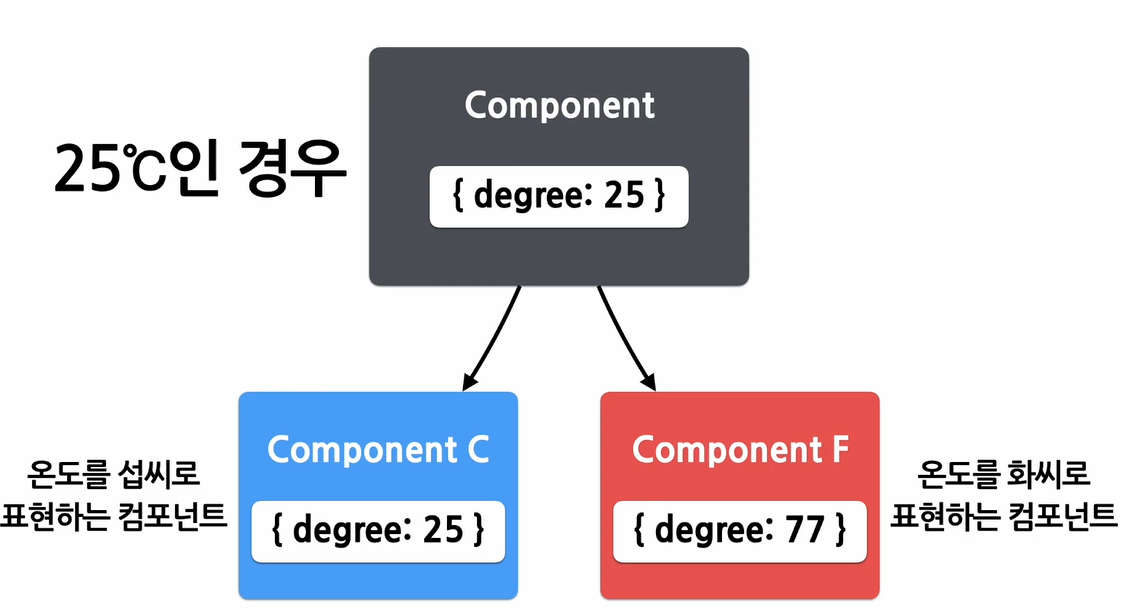 Component
25℃인 경우
{ degree: 25 }
Component C
Component F
온도를 섭씨로
표현하는 컴포넌트
{ degree: 25 }
{ degree: 77 }
온도를 화씨로
표현하는 컴포넌트